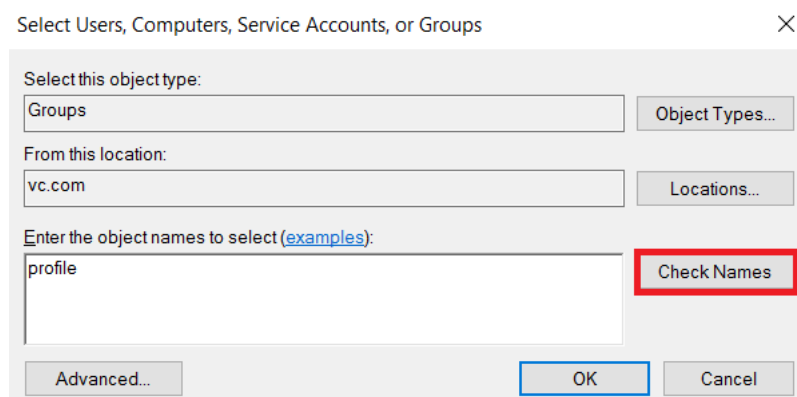 Select Users, Computers, Service Accounts, or Groups
Select this object type:
Groups
Object Types...
From this location:
vc.com
Locations...
Enter the object names to select (examples):
profile
Check Names
Advanced...
OK
Cancel